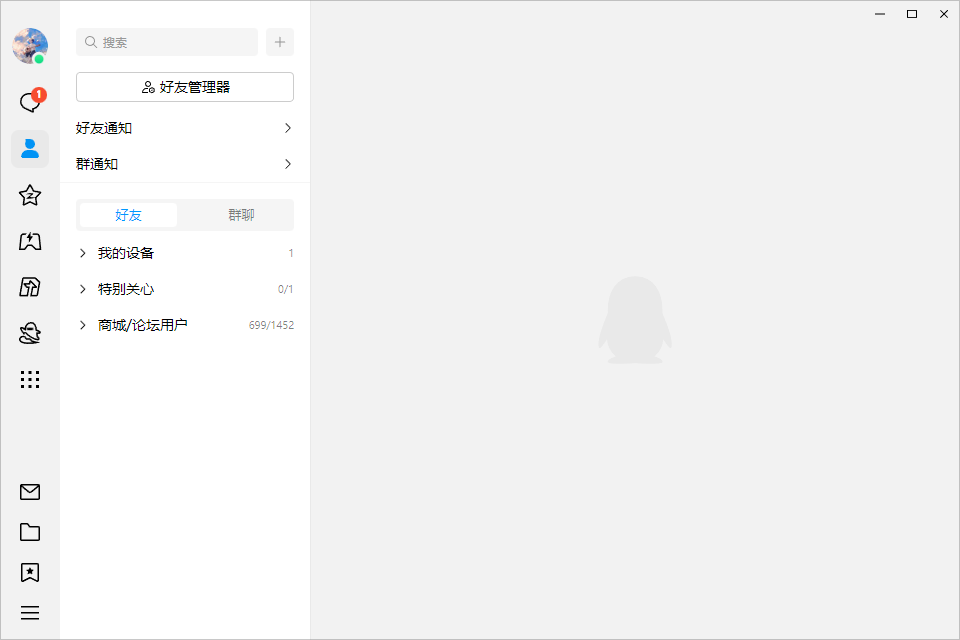 搜索
1
好友管理器
好友通知
群通知
好友 群聊
我的设备 1
特别关心 0/1
商城/论坛用户 699/1452